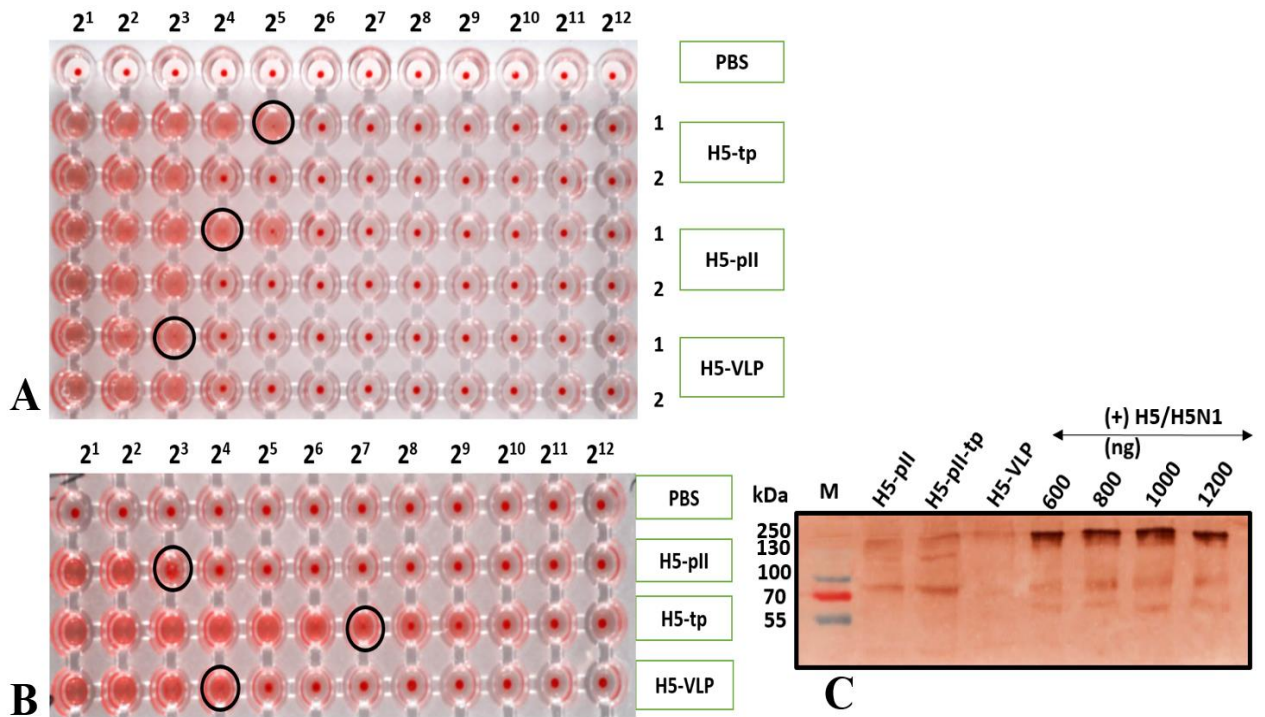 2¹ 2² 2³ 2⁴ 2⁵ 2⁶ 2⁷ 2⁸ 2⁹ 2¹⁰ 2¹¹ 2¹²
PBS
1
H5-tp
2
1
H5-pII
2
1
H5-VLP
2
A
2¹ 2² 2³ 2⁴ 2⁵ 2⁶ 2⁷ 2⁸ 2⁹ 2¹⁰ 2¹¹ 2¹²
PBS
H5-pII
H5-tp
H5-VLP
B
(+) H5/H5N1
(ng)
kDa M H5-pII H5-pII-tp H5-VLP 600 800 1000 1200
250
130
100
70
55
C